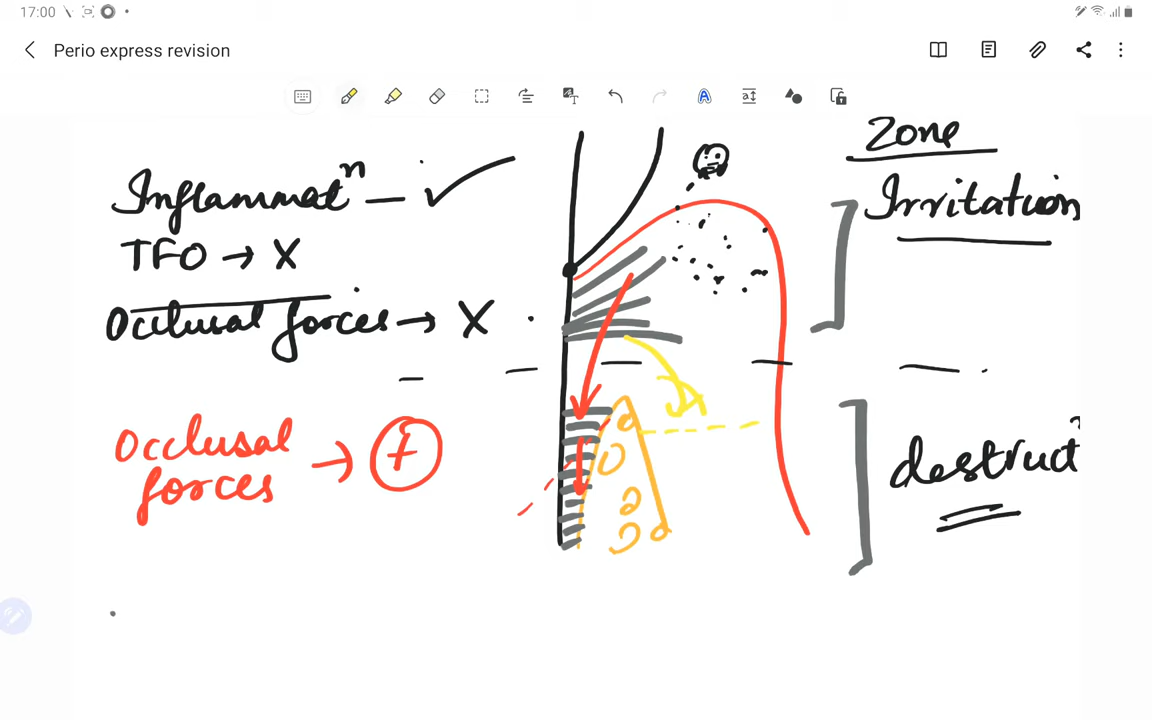 17:00
Perio express revision
Zone
Inflammatⁿ — ✓
Irritation
TFO → X
Occlusal forces → X
Occlusal
forces → +
destruct